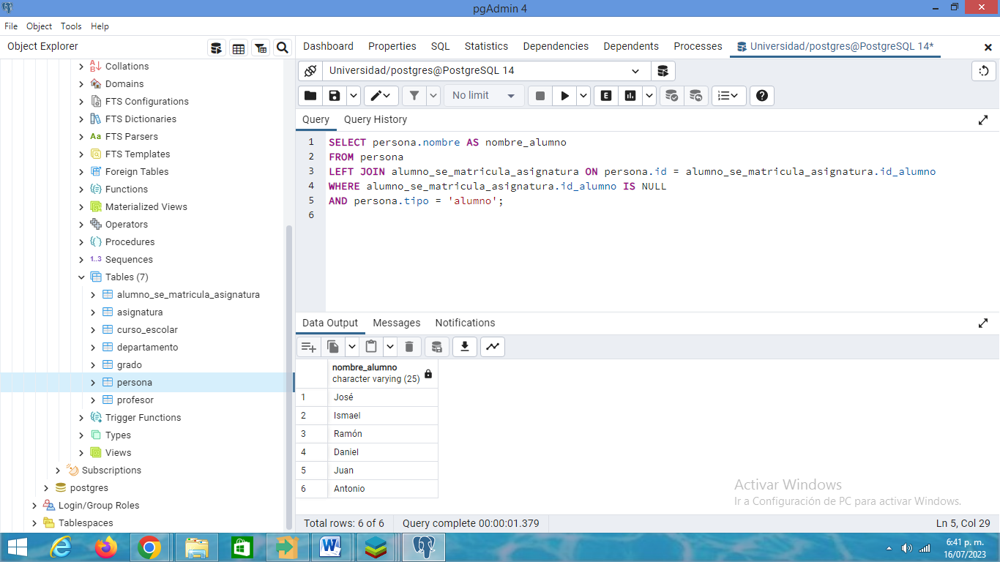 pgAdmin 4
File Object Tools Help
Object Explorer
Dashboard Properties SQL Statistics Dependencies Dependents Processes Universidad/postgres@PostgreSQL 14*
Universidad/postgres@PostgreSQL 14
No limit
E
Query Query History
1 SELECT persona.nombre AS nombre_alumno
2 FROM persona
3 LEFT JOIN alumno_se_matricula_asignatura ON persona.id = alumno_se_matricula_asignatura.id_alumno
4 WHERE alumno_se_matricula_asignatura.id_alumno IS NULL
5 AND persona.tipo = 'alumno';
6
Collations
Domains
FTS Configurations
FTS Dictionaries
Aa FTS Parsers
FTS Templates
Foreign Tables
Functions
Materialized Views
Operators
Procedures
1..3 Sequences
Tables (7)
alumno_se_matricula_asignatura
asignatura
curso_escolar
departamento
grado
persona
profesor
Trigger Functions
Types
Views
Subscriptions
postgres
Login/Group Roles
Tablespaces
Data Output Messages Notifications
nombre_alumno
character varying (25)
1 José
2 Ismael
3 Ramón
4 Daniel
5 Juan
6 Antonio
Activar Windows
Ir a Configuración de PC para activar Windows.
Total rows: 6 of 6 Query complete 00:00:01.379 Ln 5, Col 29
6:41 p. m.
16/07/2023